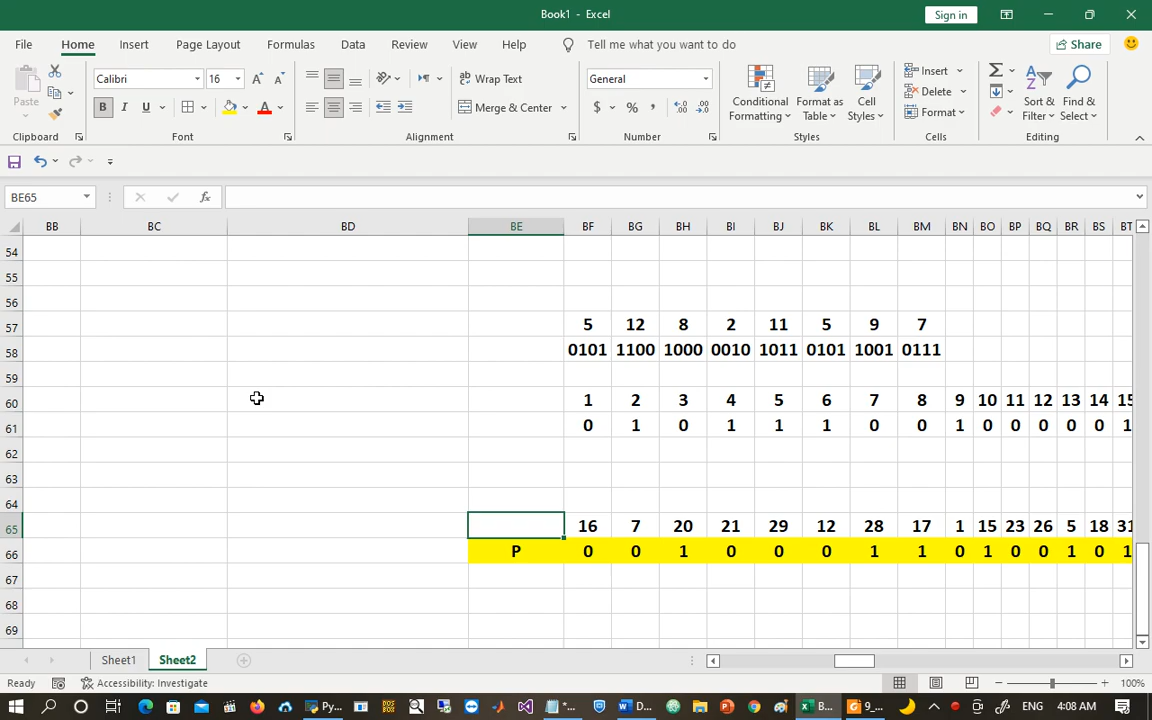 Book1 - Excel
Sign in
File Home Insert Page Layout Formulas Data Review View Help Tell me what you want to do Share
Paste
Calibri 16
B I U
Wrap Text
Merge & Center
General
$ % ,
Conditional Formatting
Format as Table
Cell Styles
Insert
Delete
Format
Sort & Filter
Find & Select
Clipboard Font Alignment Number Styles Cells Editing
BE65 fx
BB BC BD BE BF BG BH BI BJ BK BL BM BN BO BP BQ BR BS BT
54
55
56
57 5 12 8 2 11 5 9 7
58 0101 1100 1000 0010 1011 0101 1001 0111
59
60 1 2 3 4 5 6 7 8 9 10 11 12 13 14 15
61 0 1 0 1 1 1 0 0 1 0 0 0 0 0 1
62
63
64
65 16 7 20 21 29 12 28 17 1 15 23 26 5 18 31
66 P 0 0 1 0 0 0 1 1 0 1 0 0 1 0 1
67
68
69
Sheet1 Sheet2
Ready Accessibility: Investigate 100%
Py... *... D... B... 9_... ENG 4:08 AM